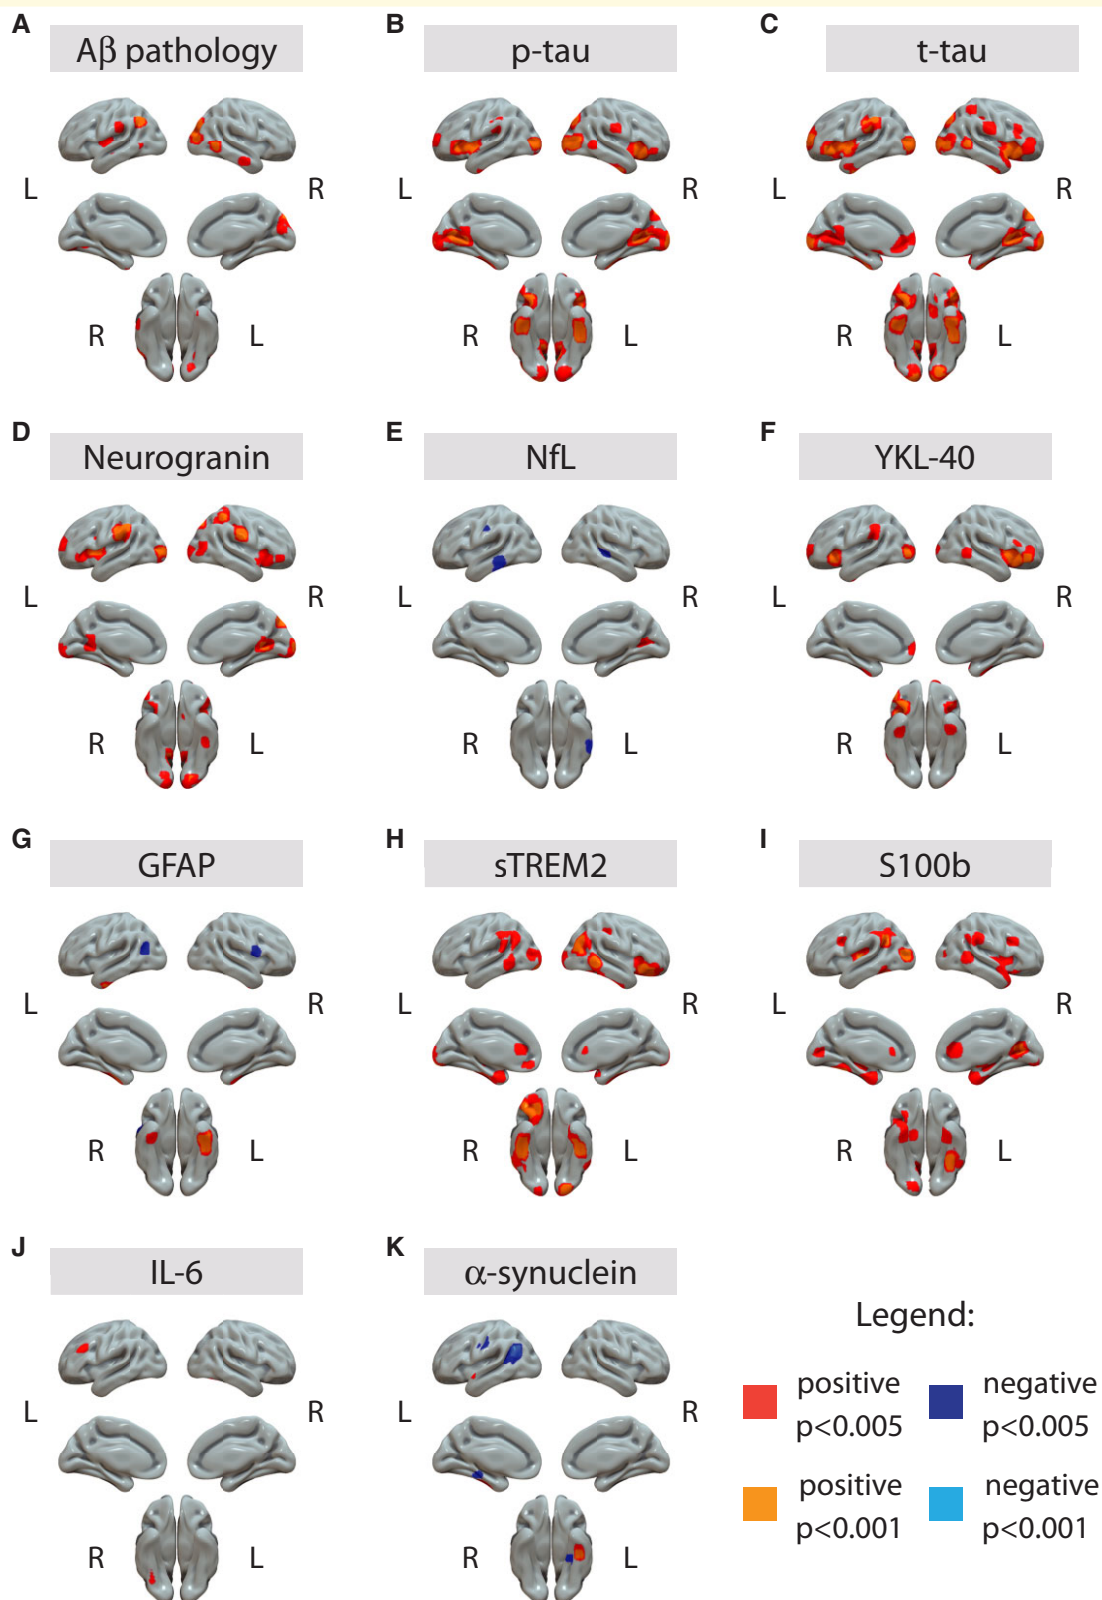 A
Aβ pathology
B
p-tau
C
t-tau
L
R
L
R
L
R
R
L
R
L
R
L
D
Neurogranin
E
NfL
F
YKL-40
L
R
L
R
L
R
R
L
R
L
R
L
G
GFAP
H
sTREM2
I
S100b
L
R
L
R
L
R
R
L
R
L
R
L
J
IL-6
K
α-synuclein
L
R
L
R
R
L
R
L
Legend:
positive
p<0.005
negative
p<0.005
positive
p<0.001
negative
p<0.001